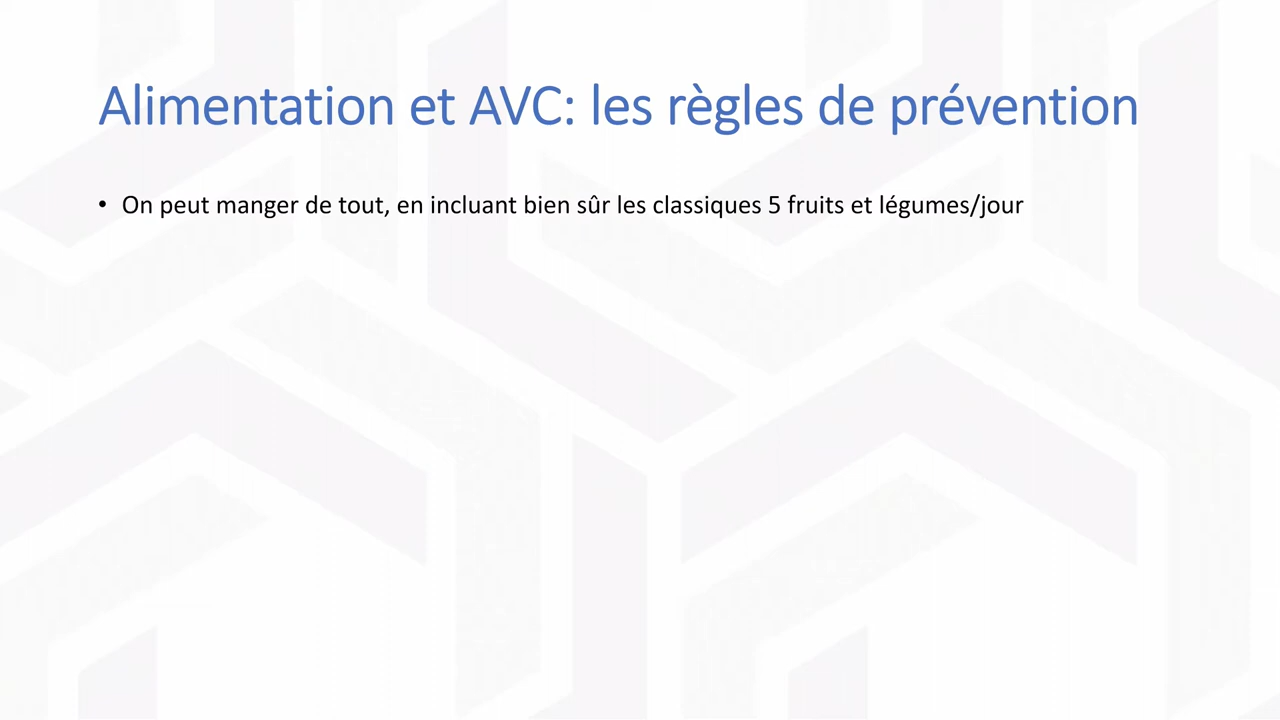 Alimentation et AVC: les règles de prévention
• On peut manger de tout, en incluant bien sûr les classiques 5 fruits et légumes/jour